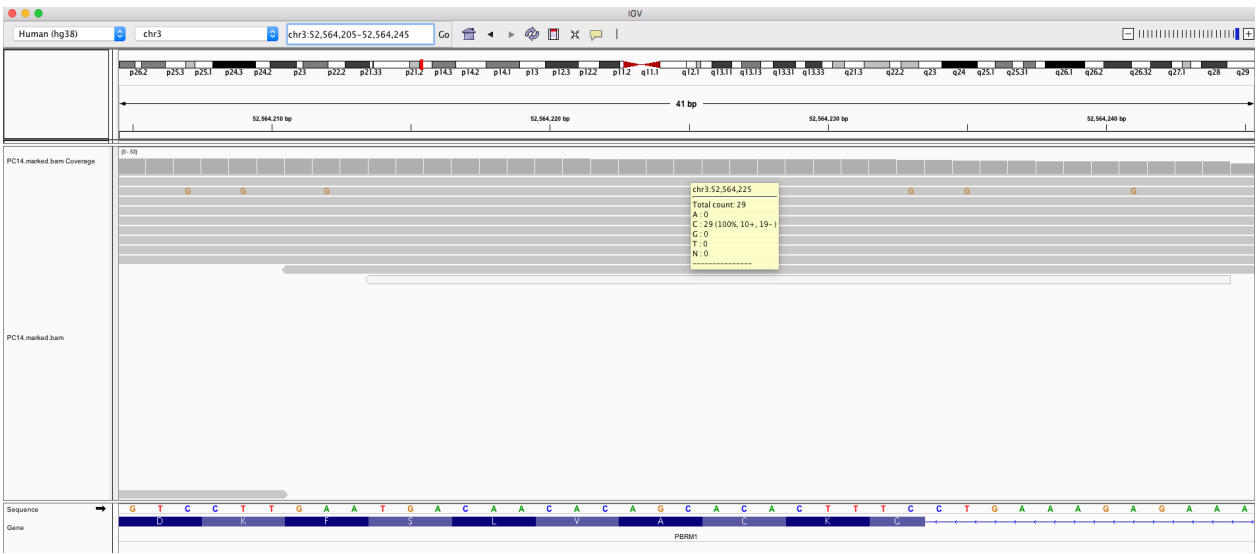 IGV
Human (hg38) chr3 chr3:52,564,205-52,564,245 Go
p26.2 p25.3 p25.1 p24.3 p24.2 p23 p22.2 p21.33 p21.2 p14.3 p14.2 p14.1 p13 p12.3 p12.2 p11.2 q11.1 q12.1 q13.11 q13.13 q13.31 q13.33 q21.3 q22.2 q23 q24 q25.1 q25.31 q26.1 q26.2 q26.32 q27.1 q28 q29
41 bp
52,564,210 bp 52,564,220 bp 52,564,230 bp 52,564,240 bp
[0 - 53]
PC14.marked.bam Coverage
G G G G G G
chr3:52,564,225
Total count: 29
A : 0
C : 29 (100%, 10+, 19- )
G : 0
T : 0
N : 0
---------------
PC14.marked.bam
Sequence G T C C T T G A A T G A C A A C A C A G C A C A C T T T C C T G A A A G A G A A A
Gene D K F S L V A C K G
PBRM1